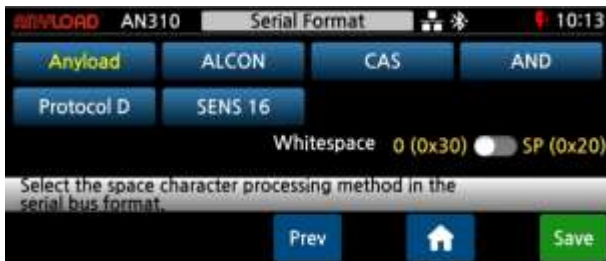 ANYLOAD AN310 Serial Format 10:13
Anyload ALCON CAS AND
Protocol D SENS 16
Whitespace 0 (0x30) SP (0x20)
Select the space character processing method in the
serial bus format.
Prev Save